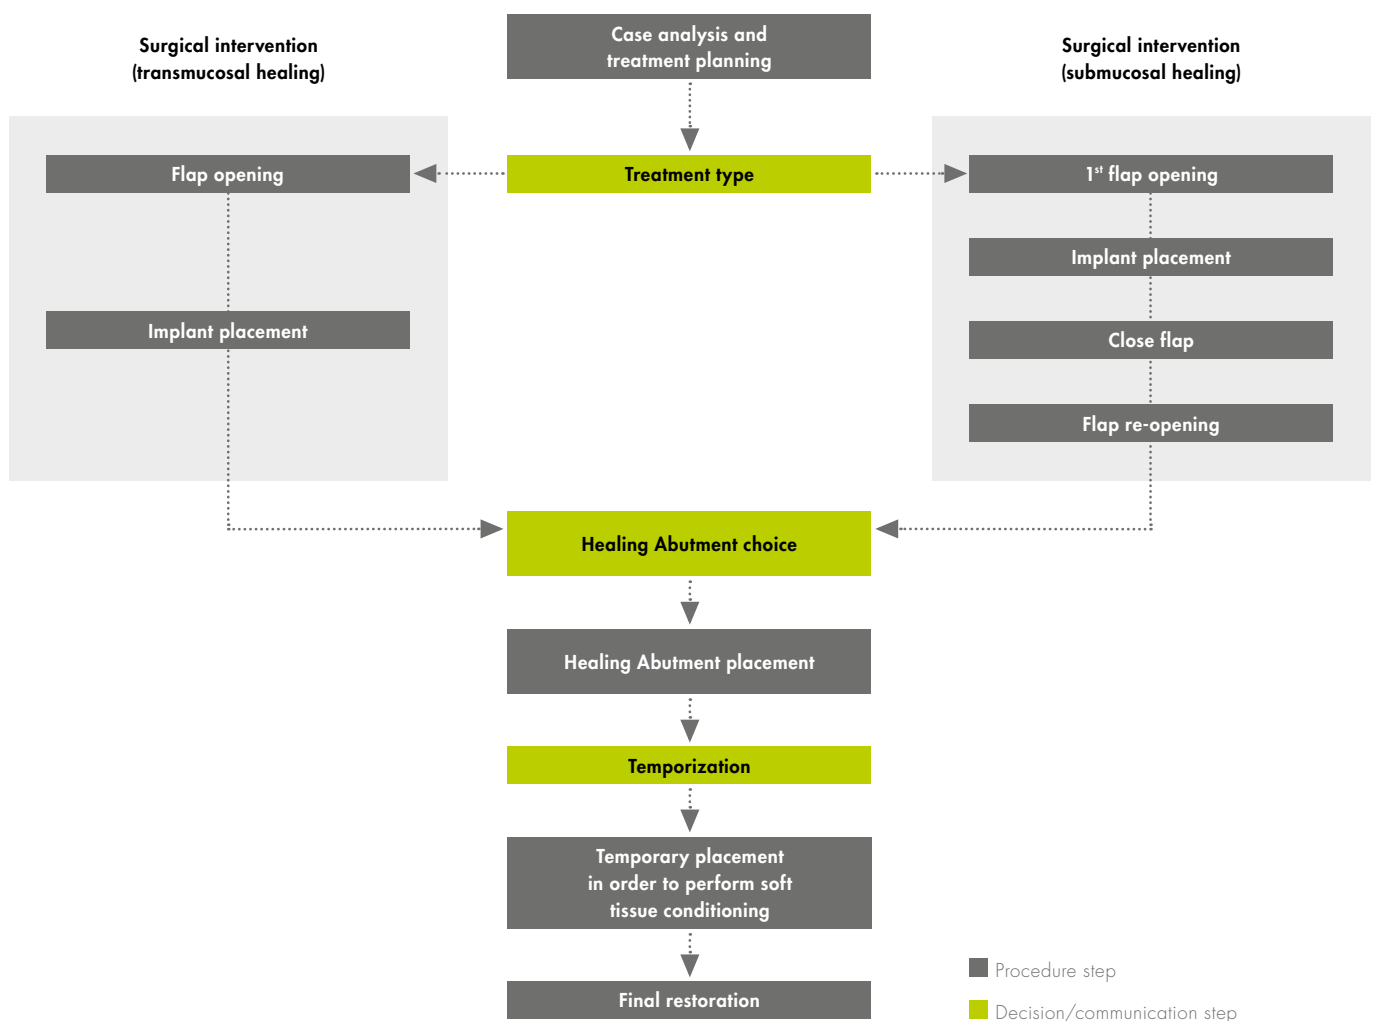 Case analysis and
treatment planning
Surgical intervention
(transmucosal healing)
Surgical intervention
(submucosal healing)
Flap opening
Treatment type
1st flap opening
Implant placement
Implant placement
Close flap
Flap re-opening
Healing Abutment choice
Healing Abutment placement
Temporization
Temporary placement
in order to perform soft
tissue conditioning
Final restoration
Procedure step
Decision/communication step